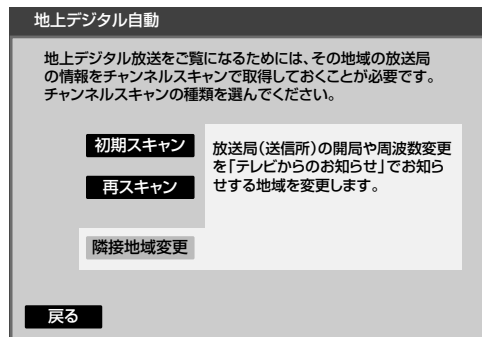 地上デジタル自動
地上デジタル放送をご覧になるためには、その地域の放送局
の情報をチャンネルスキャンで取得しておくことが必要です。
チャンネルスキャンの種類を選んでください。
初期スキャン
再スキャン
隣接地域変更
放送局(送信所)の開局や周波数変更
を「テレビからのお知らせ」でお知ら
せする地域を変更します。
戻る